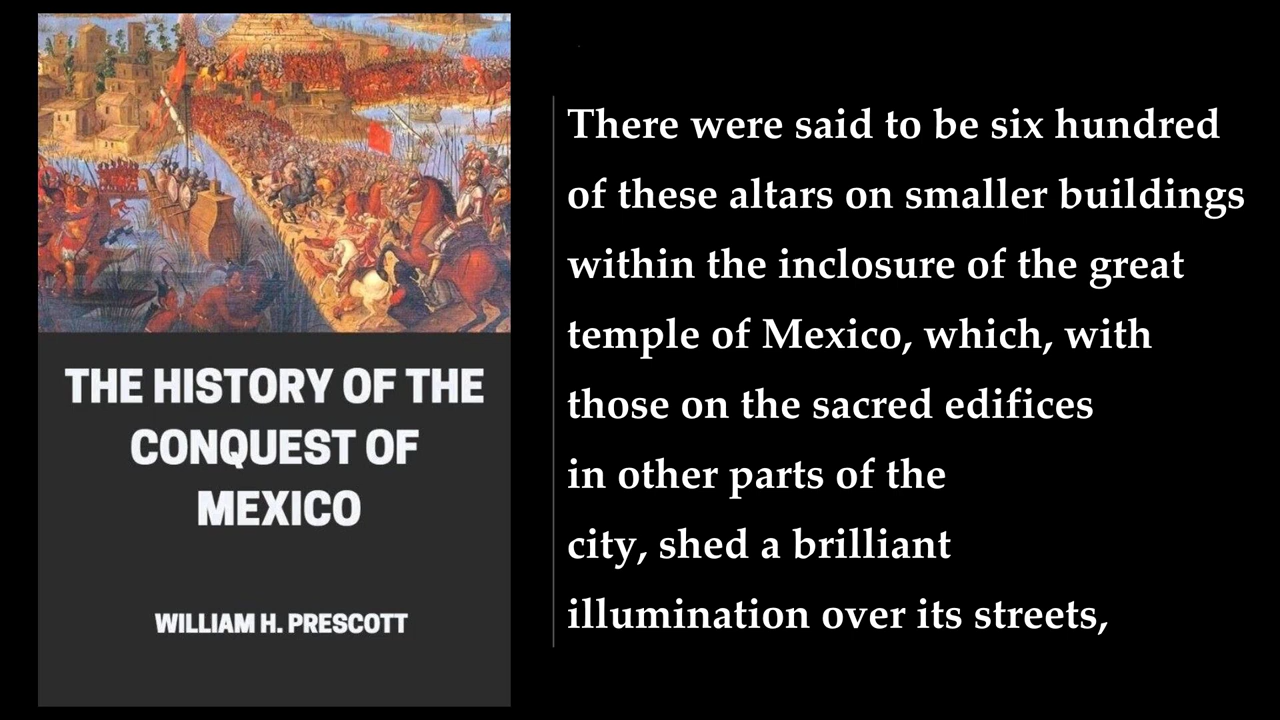 THE HISTORY OF THE
CONQUEST OF
MEXICO
WILLIAM H. PRESCOTT
There were said to be six hundred
of these altars on smaller buildings
within the inclosure of the great
temple of Mexico, which, with
those on the sacred edifices
in other parts of the
city, shed a brilliant
illumination over its streets,